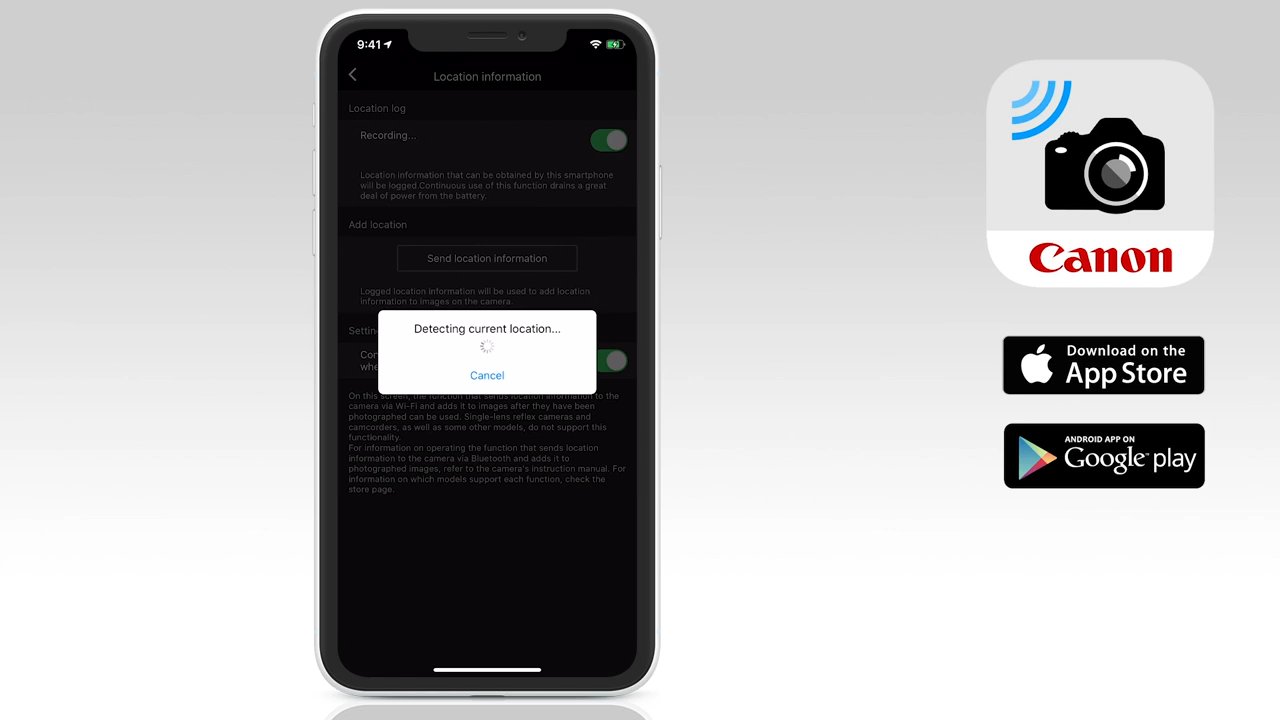 9:41
Location information
Location log
Recording...
Location information that can be obtained by this smartphone
will be logged.Continuous use of this function drains a great
deal of power from the battery.
Add location
Send location information
Logged location information will be used to add location
information to images on the camera.
Detecting current location...
Cancel
On this screen, the function that sends location information to the
camera via Wi-Fi and adds it to images after they have been
photographed can be used. Single-lens reflex cameras and
camcorders, as well as some other models, do not support this
functionality.
For information on operating the function that sends location
information to the camera via Bluetooth and adds it to
photographed images, refer to the camera's instruction manual. For
information on which models support each function, check the
store page.
Canon
Download on the
App Store
ANDROID APP ON
Google play